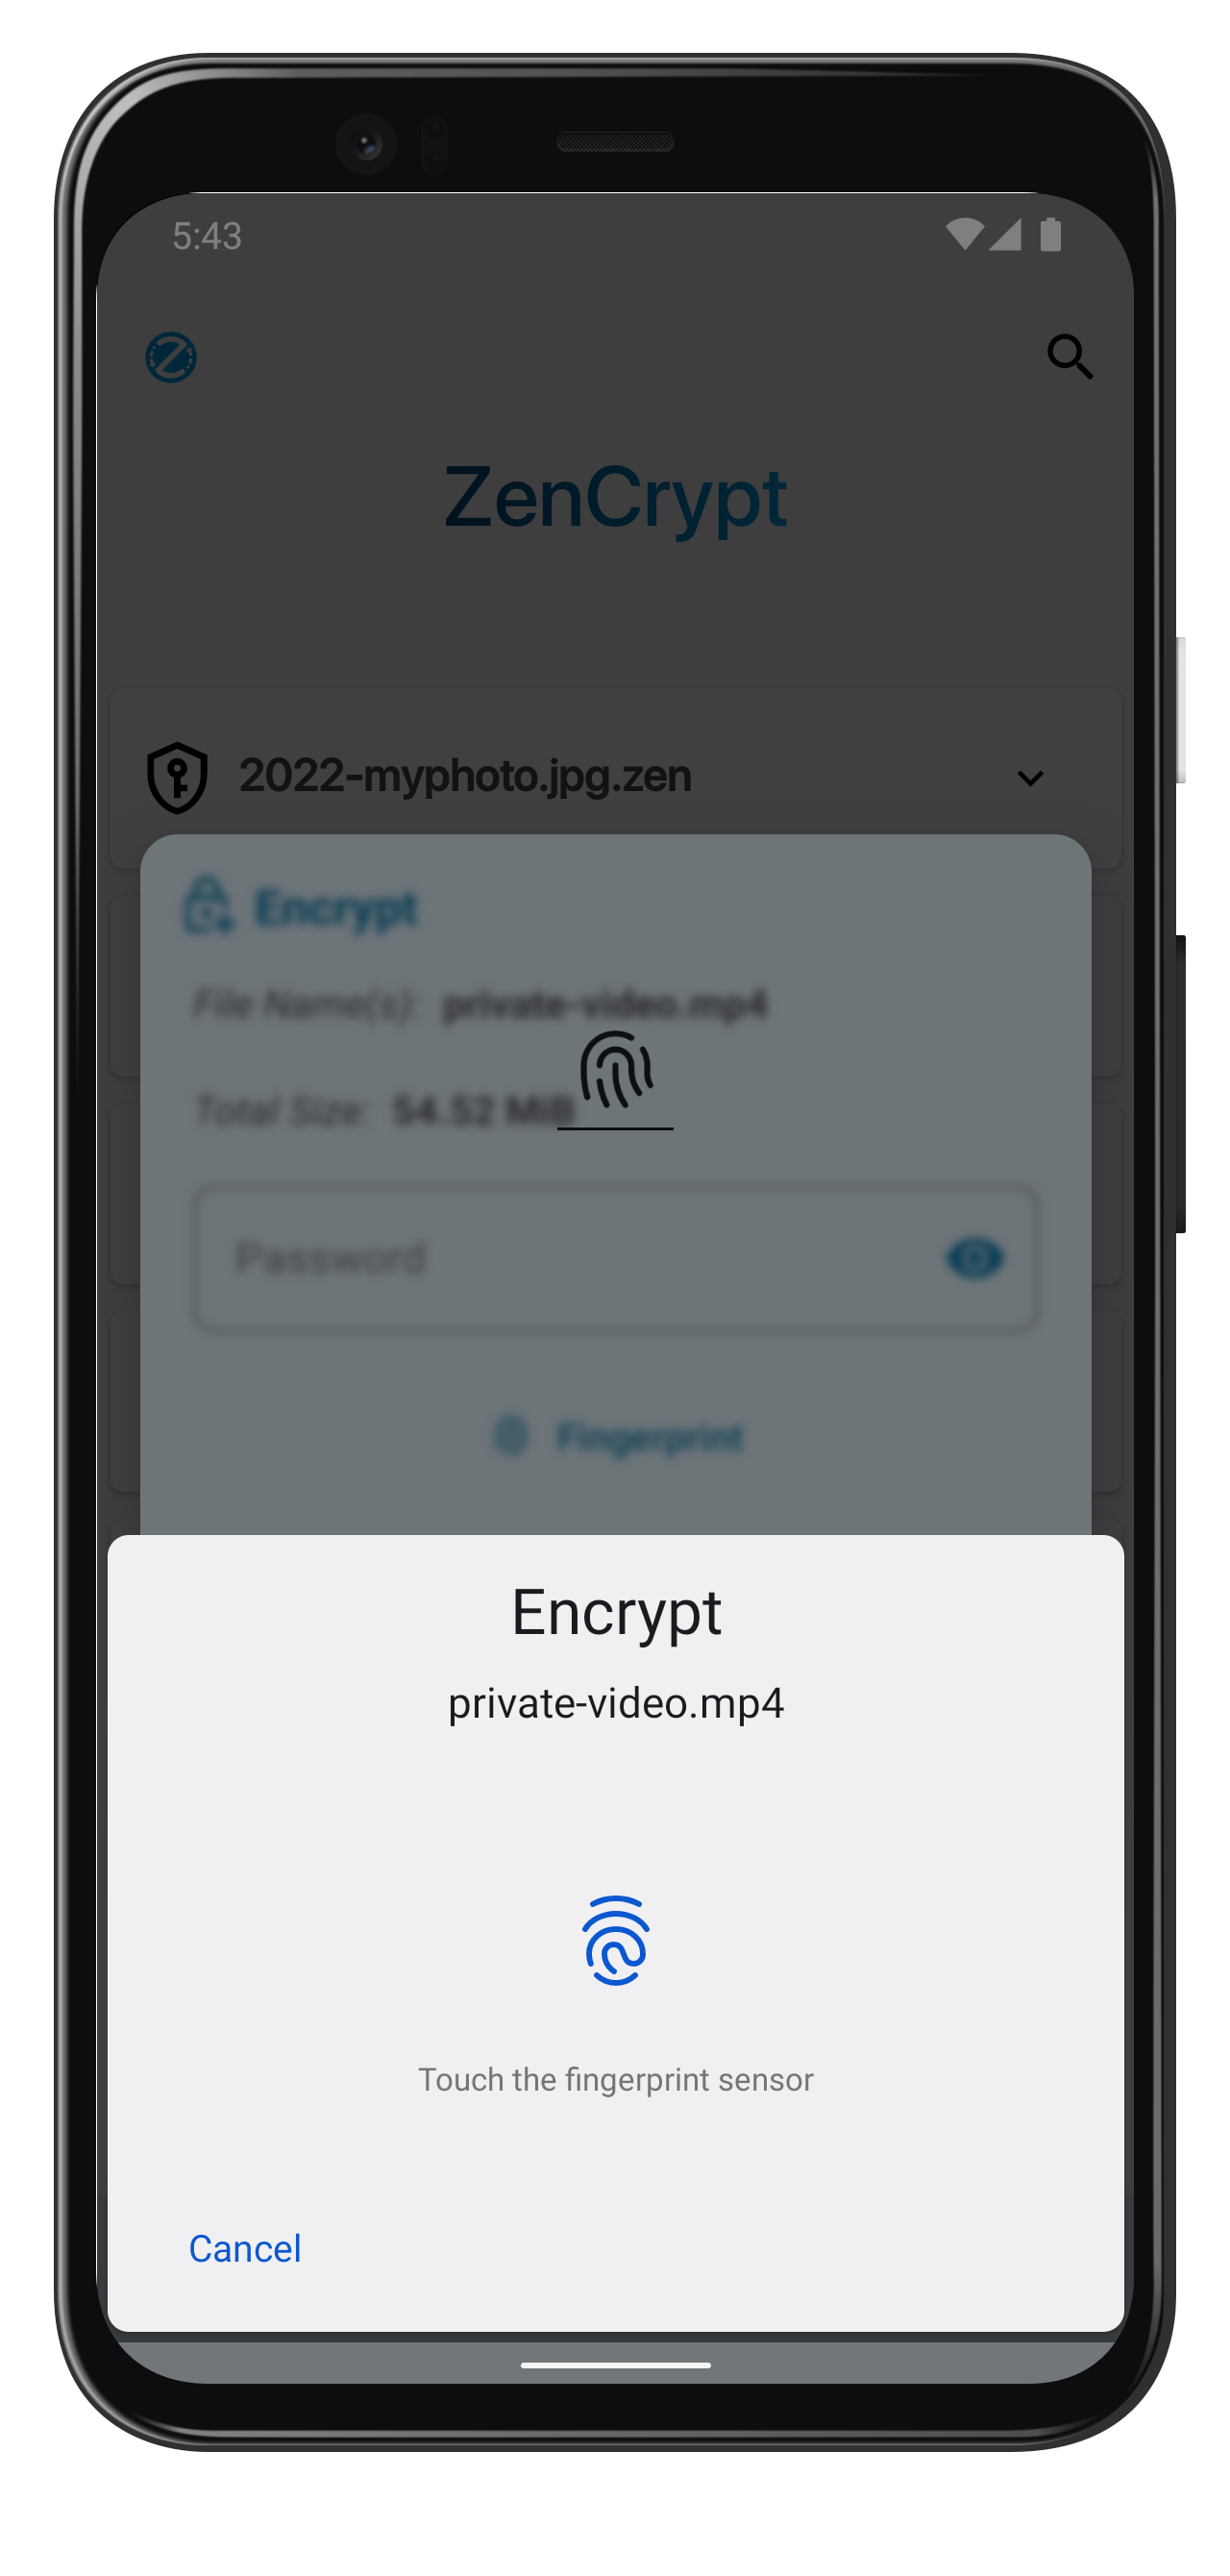 5:43
ZenCrypt
2022-myphoto.jpg.zen
Encrypt
File Name(s): private-video.mp4
Total Size: 54.52 MiB
Password
Fingerprint
Encrypt
private-video.mp4
Touch the fingerprint sensor
Cancel